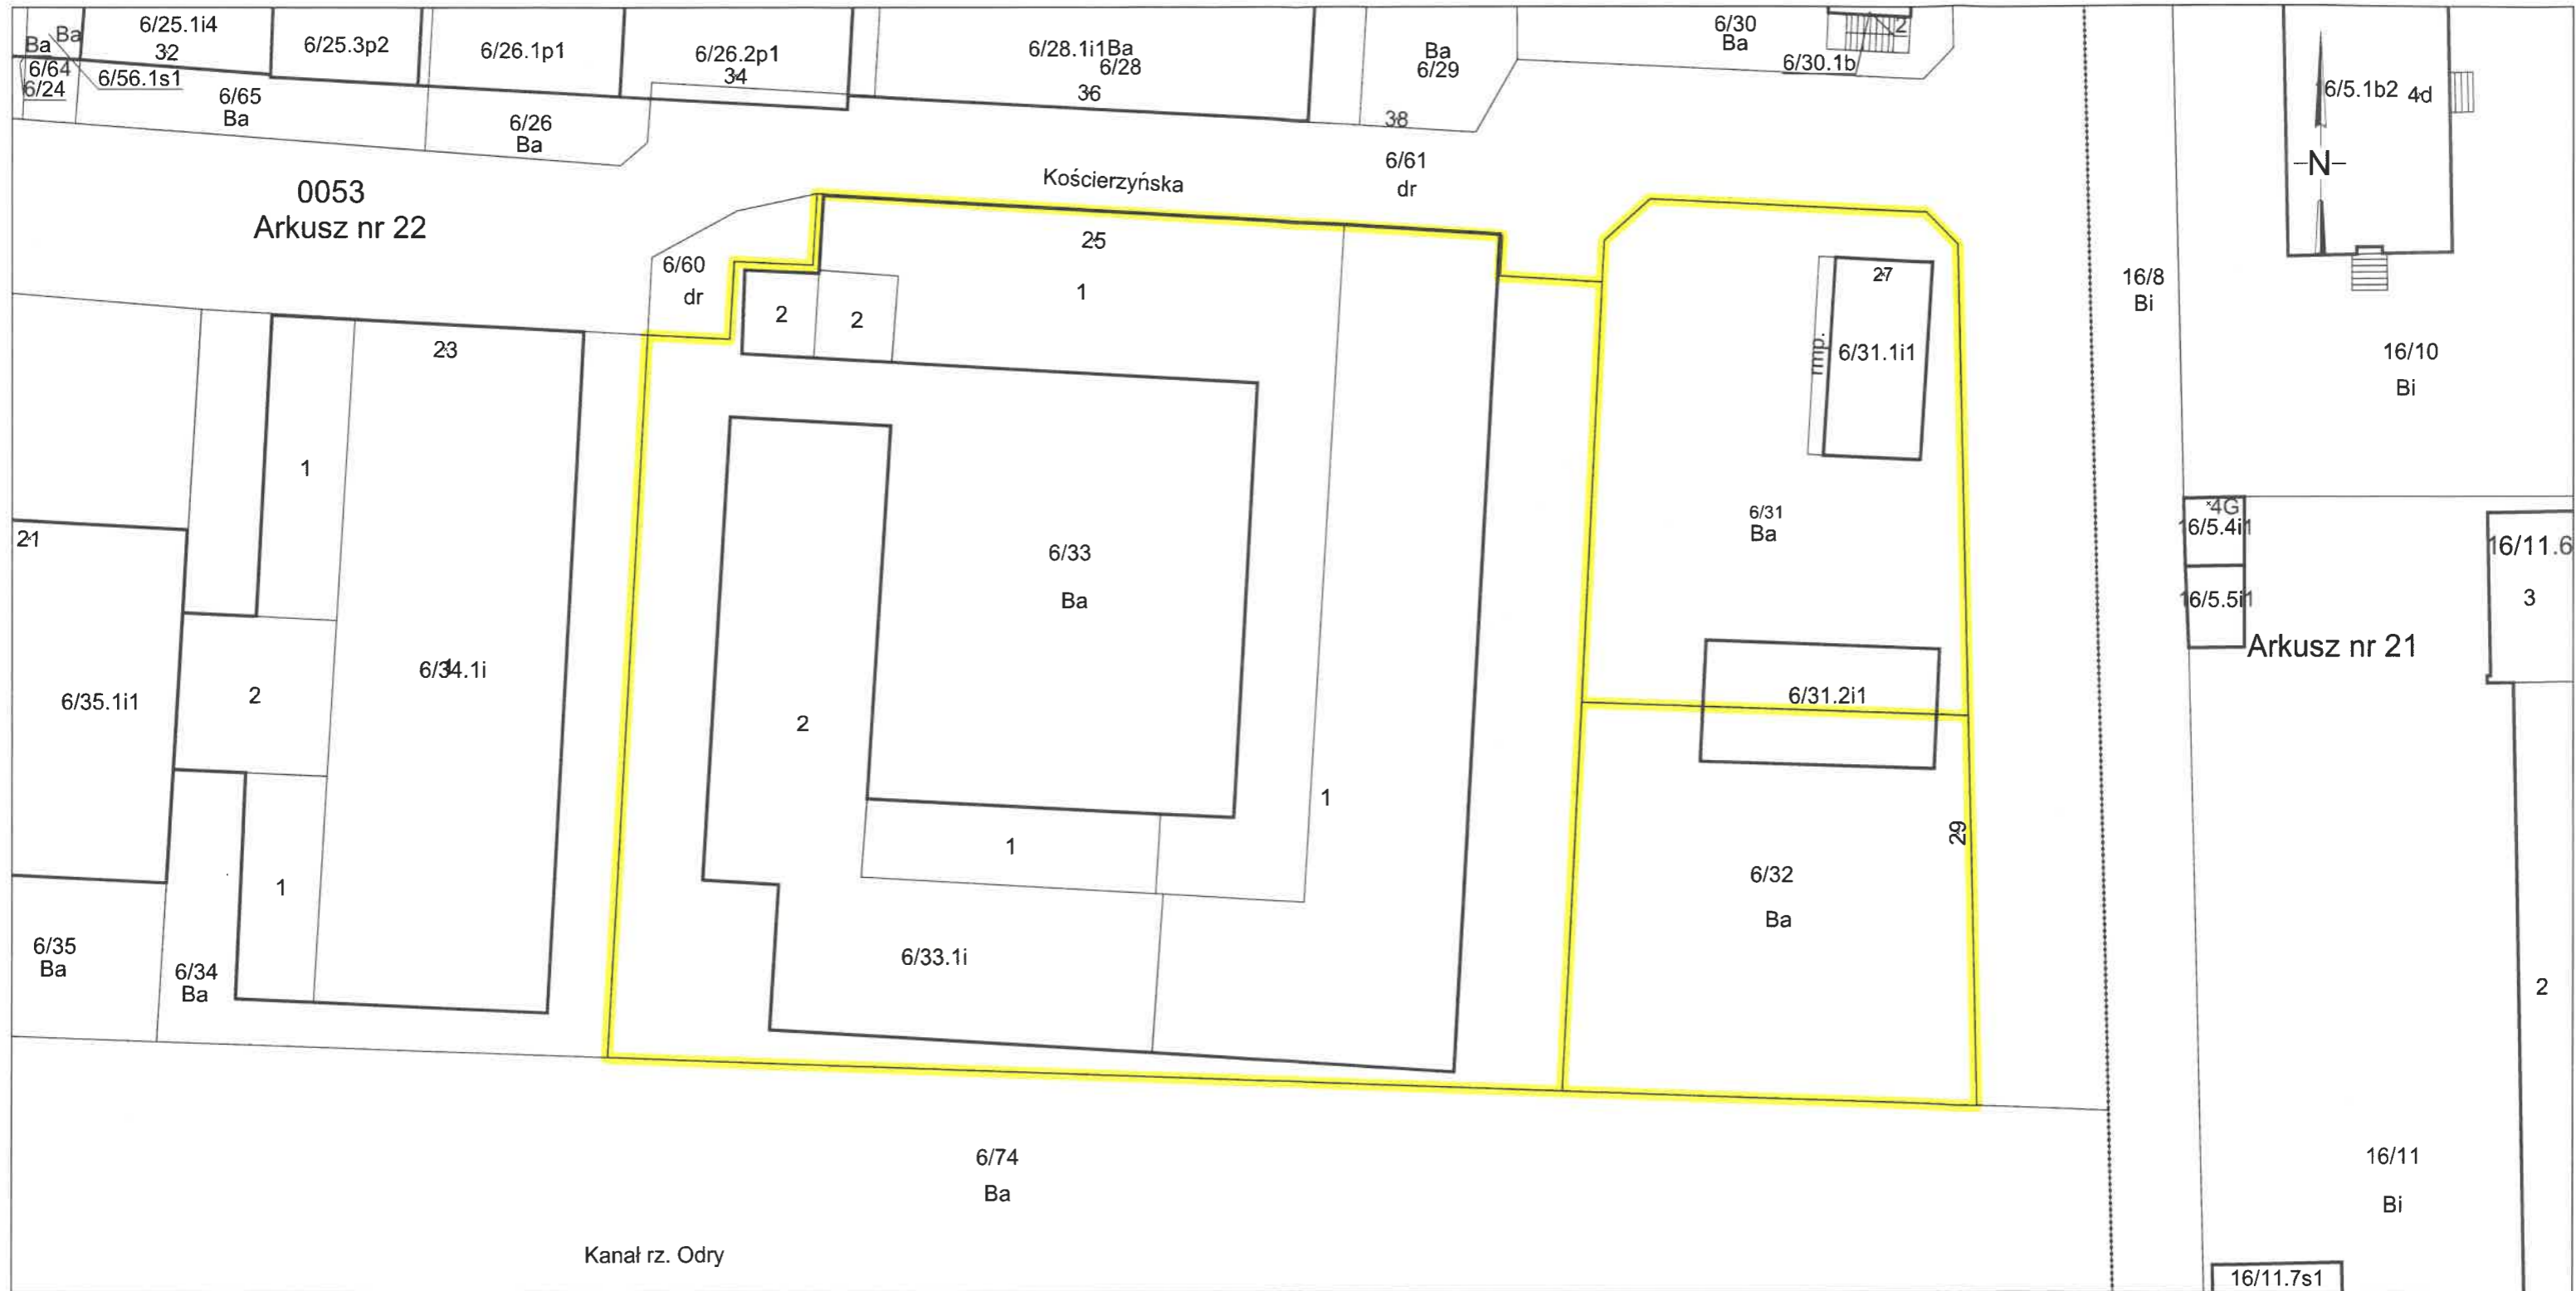 6/25.1i4
32
6/25.3p2
6/26.1p1
6/26.2p1
34
6/28.1i1Ba
6/28
36
Ba
6/29
38
6/30
Ba
2
6/30.1b
Ba
Ba
6/64
6/24
6/56.1s1
6/65
Ba
6/26
Ba
6/5.1b2
4d
N
0053
Arkusz nr 22
Kościerzyńska
6/61
dr
6/60
dr
25
1
2
2
27
rmp.
6/31.1i1
16/8
Bi
16/10
Bi
23
1
21
6/34.1i
1
6/35.1i1
2
1
6/33
Ba
2
1
1
6/33.1i
6/31
Ba
6/31.2i1
29
6/32
Ba
4G
16/5.4i1
16/5.5i1
Arkusz nr 21
16/11.6
3
2
6/35
Ba
6/34
Ba
6/74
Ba
Kanał rz. Odry
16/11
Bi
16/11.7s1